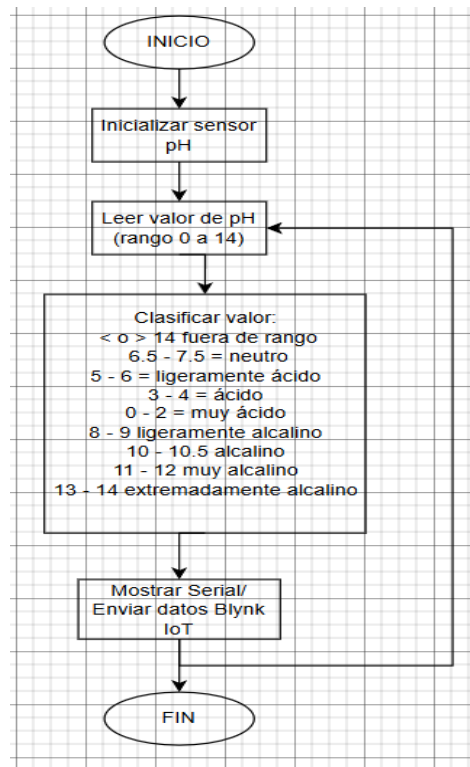 INICIO
Inicializar sensor
pH
Leer valor de pH
(rango 0 a 14)
Clasificar valor:
< o > 14 fuera de rango
6.5 - 7.5 = neutro
5 - 6 = ligeramente ácido
3 - 4 = ácido
0 - 2 = muy ácido
8 - 9 ligeramente alcalino
10 - 10.5 alcalino
11 - 12 muy alcalino
13 - 14 extremadamente alcalino
Mostrar Serial/
Enviar datos Blynk
IoT
FIN